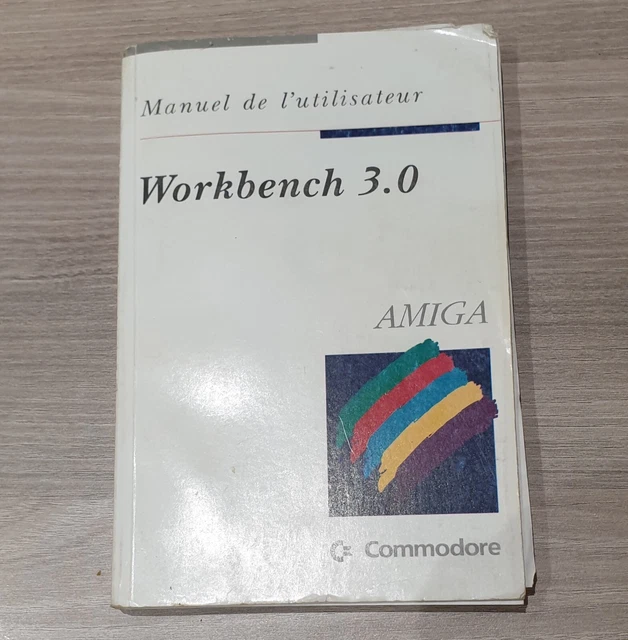 Manuel de l'utilisateur
Workbench 3.0
AMIGA
Commodore